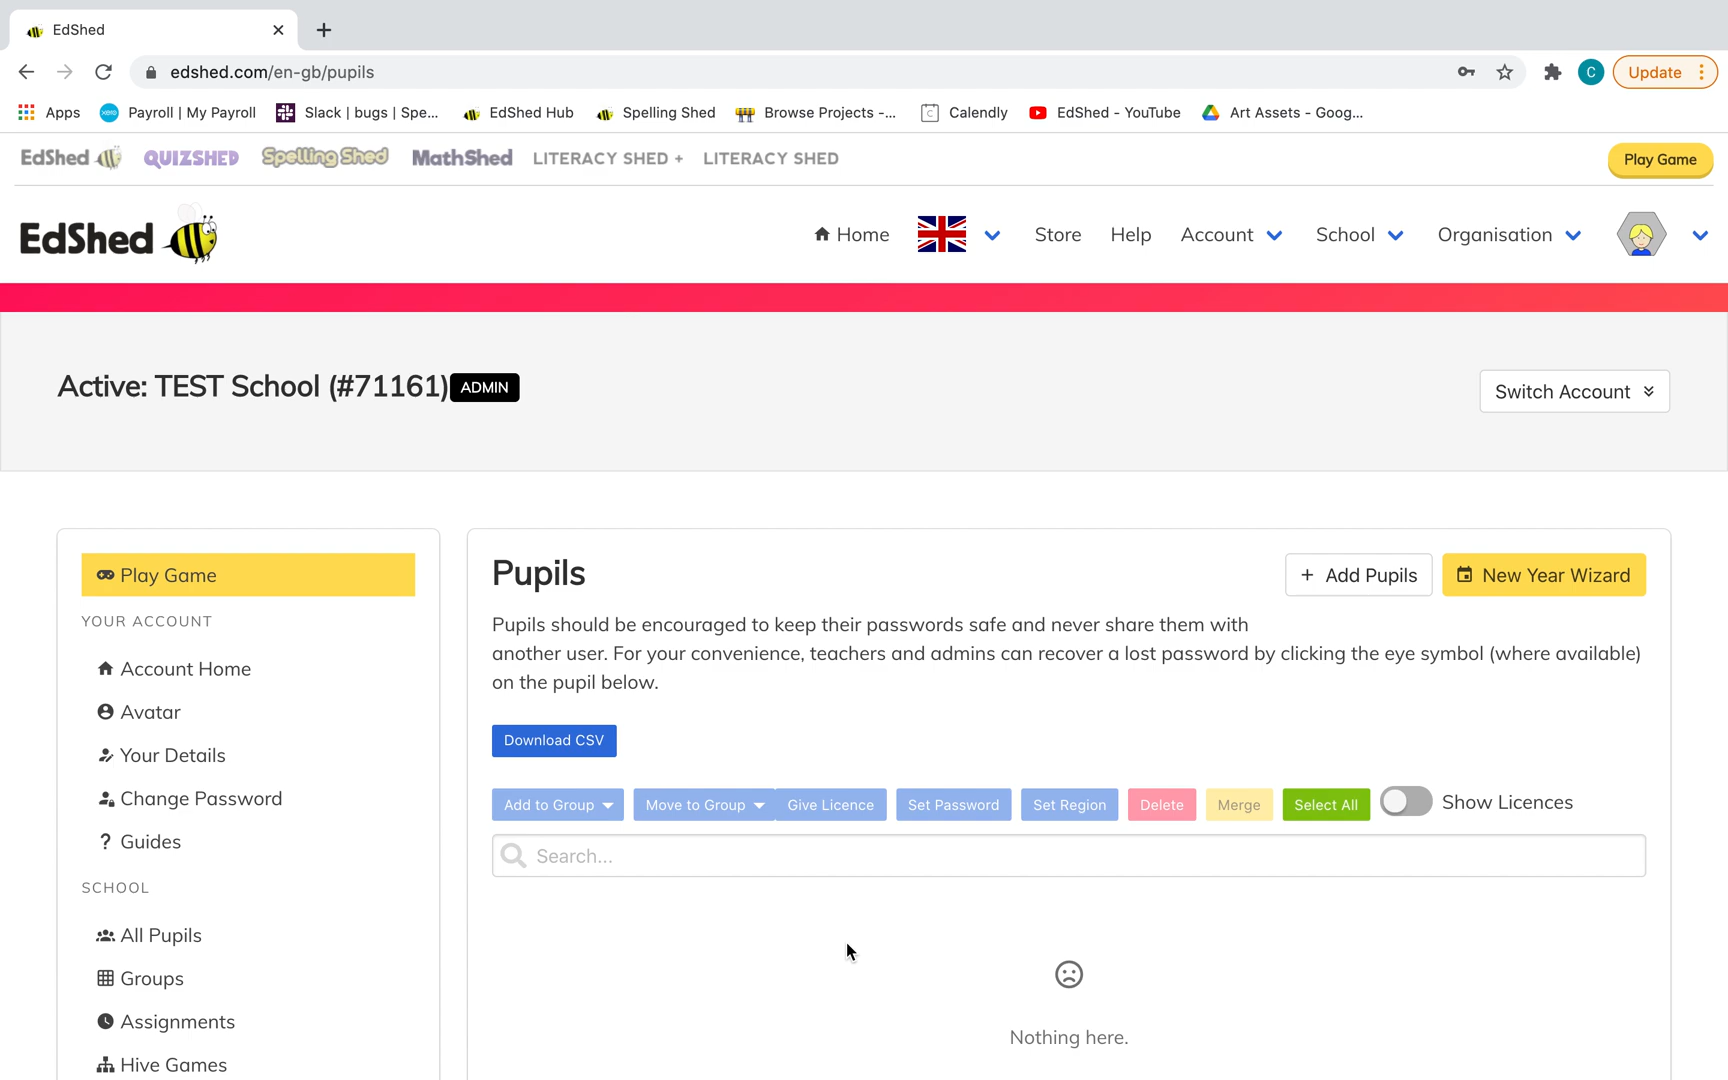 EdShed
edshed.com/en-gb/pupils
C
Update
Apps
xero
Payroll | My Payroll
Slack | bugs | Spe...
EdShed Hub
Spelling Shed
Browse Projects -...
C
Calendly
EdShed - YouTube
Art Assets - Goog...
EdShed
QUIZSHED
Spelling Shed
MathShed
LITERACY SHED +
LITERACY SHED
Play Game
EdShed
Home
Store
Help
Account
School
Organisation
Active: TEST School (#71161) ADMIN
Switch Account
Play Game
YOUR ACCOUNT
Account Home
Avatar
Your Details
Change Password
? Guides
SCHOOL
All Pupils
Groups
Assignments
Hive Games
Pupils
+ Add Pupils
New Year Wizard
Pupils should be encouraged to keep their passwords safe and never share them with
another user. For your convenience, teachers and admins can recover a lost password by clicking the eye symbol (where available)
on the pupil below.
Download CSV
Add to Group
Move to Group
Give Licence
Set Password
Set Region
Delete
Merge
Select All
Show Licences
Search...
Nothing here.